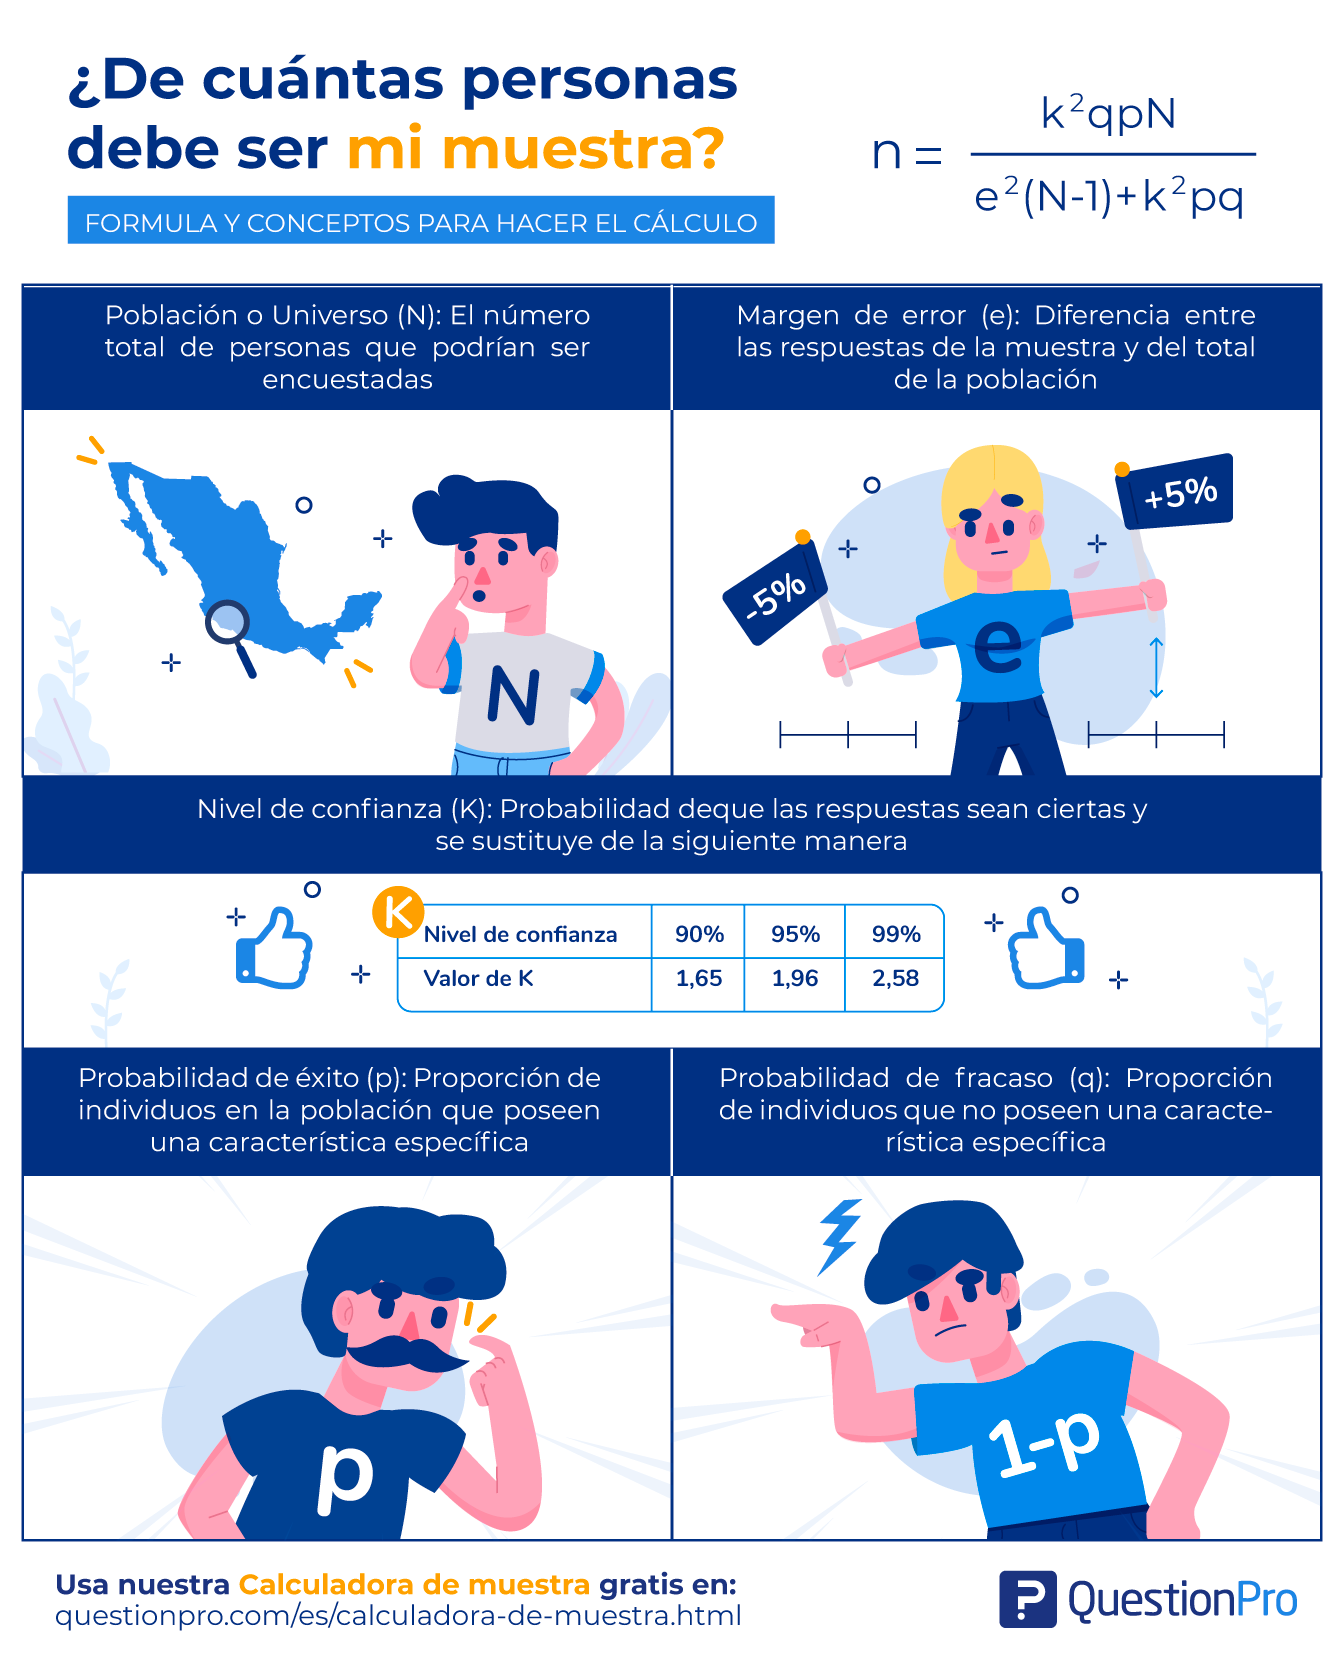 ¿De cuántas personas
debe ser mi muestra?
FORMULA Y CONCEPTOS PARA HACER EL CÁLCULO
n = k²qpN
e²(N-1)+k²pq
Población o Universo (N): El número
total de personas que podrían ser
encuestadas
Margen de error (e): Diferencia entre
las respuestas de la muestra y del total
de la población
N
-5%
+5%
e
Nivel de confianza (K): Probabilidad deque las respuestas sean ciertas y
se sustituye de la siguiente manera
K
Nivel de confianza 90% 95% 99%
Valor de K 1,65 1,96 2,58
Probabilidad de éxito (p): Proporción de
individuos en la población que poseen
una característica específica
Probabilidad de fracaso (q): Proporción
de individuos que no poseen una caracte-
rística específica
p
1-p
Usa nuestra Calculadora de muestra gratis en:
questionpro.com/es/calculadora-de-muestra.html
QuestionPro